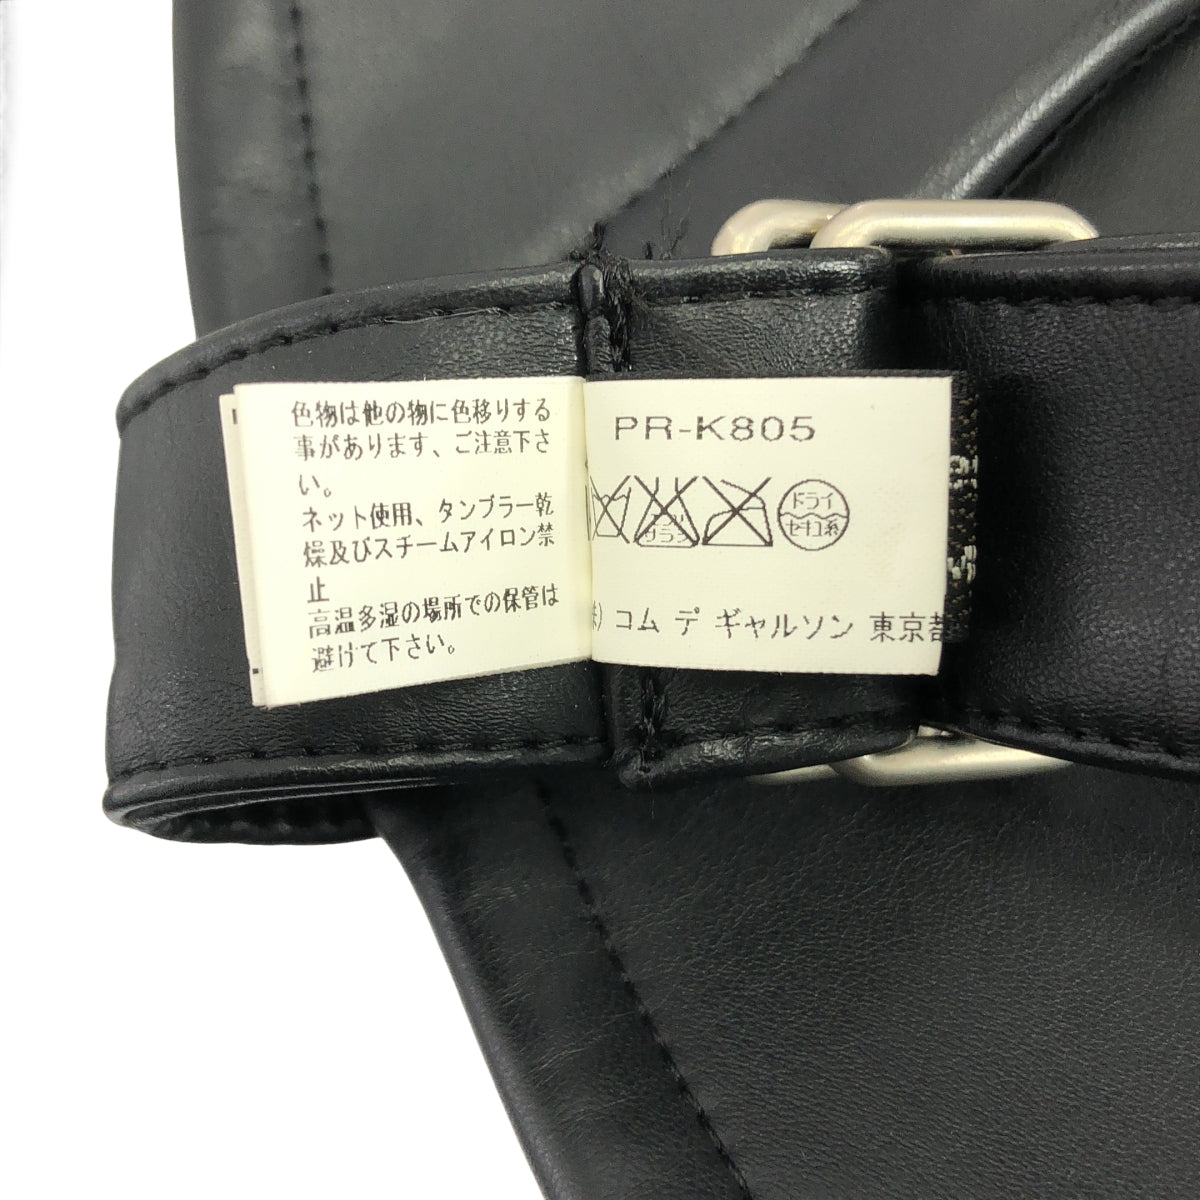 色物は他の物に色移りする
事があります、ご注意下さ
い。
ネット使用、タンブラー乾
燥及びスチームアイロン禁
止
高温多湿の場所での保管は
避けて下さい。
PR-K805
ドライ
セキユ系
コム デ ギャルソン 東京都